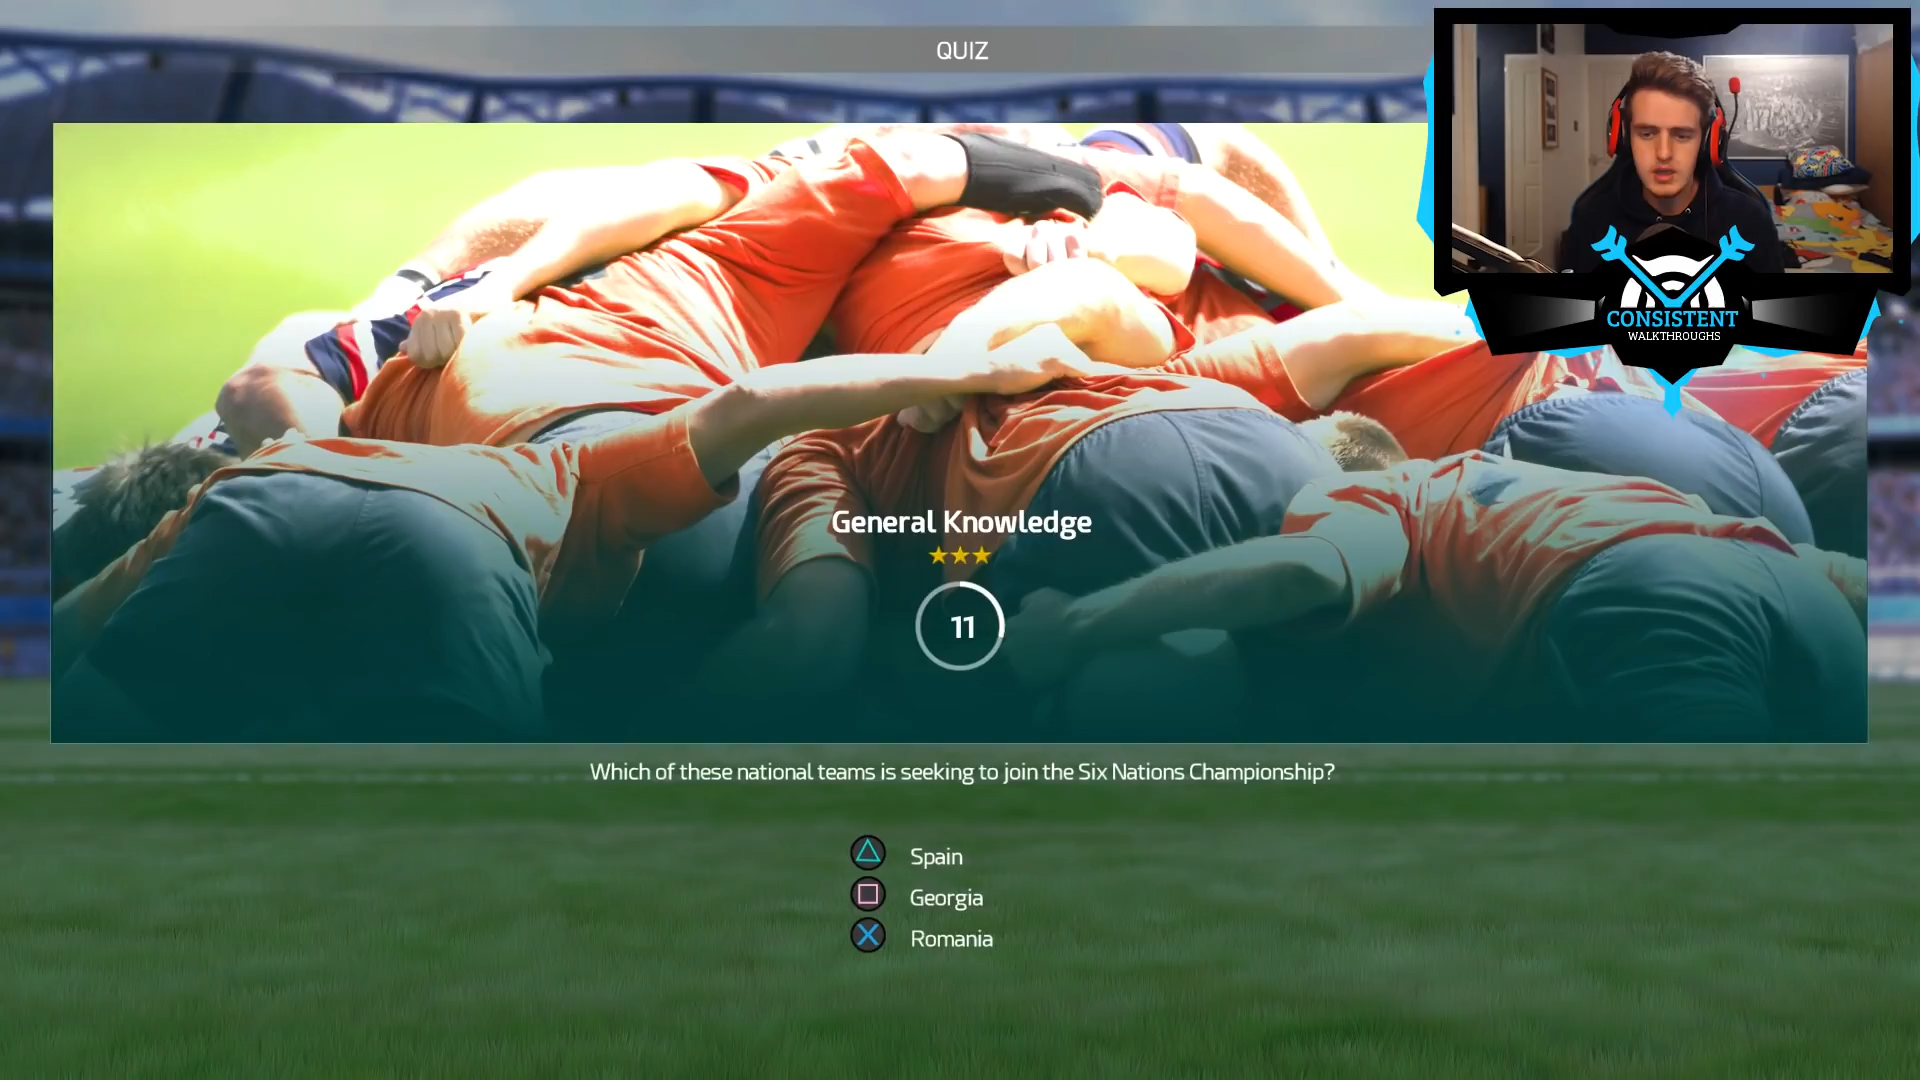 QUIZ
CONSISTENT
WALKTHROUGHS
General Knowledge
11
Which of these national teams is seeking to join the Six Nations Championship?
Spain
Georgia
Romania